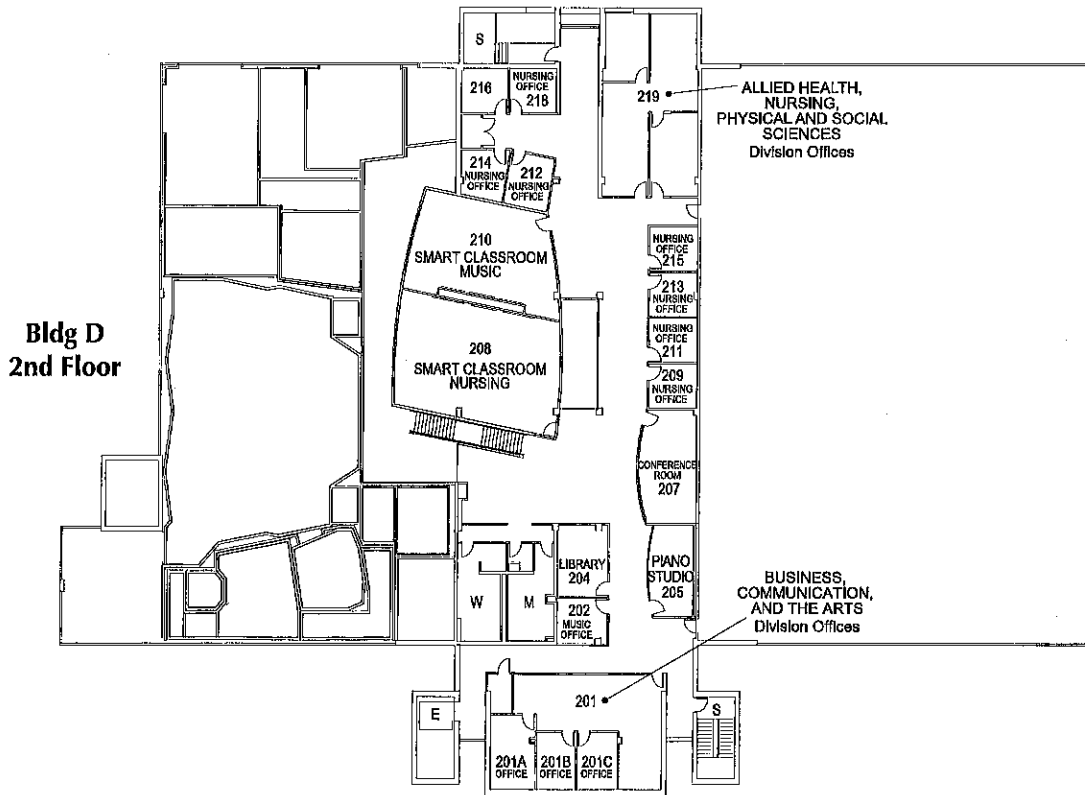 S
216
NURSING
OFFICE
218
219
ALLIED HEALTH,
NURSING,
PHYSICAL AND SOCIAL
SCIENCES
Division Offices
214
NURSING
OFFICE
212
NURSING
OFFICE
210
SMART CLASSROOM
MUSIC
NURSING
OFFICE
215
213
NURSING
OFFICE
NURSING
OFFICE
211
209
NURSING
OFFICE
Bldg D
2nd Floor
208
SMART CLASSROOM
NURSING
CONFERENCE
ROOM
207
LIBRARY
204
PIANO
STUDIO
205
W
M
202
MUSIC
OFFICE
BUSINESS,
COMMUNICATION,
AND THE ARTS
Division Offices
201
E
S
201A
OFFICE
201B
OFFICE
201C
OFFICE